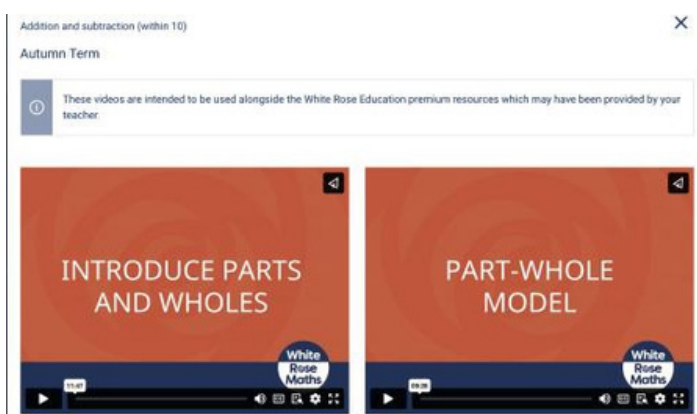 Addition and subtraction (within 10)
Autumn Term
These videos are intended to be used alongside the White Rose Education premium resources which may have been provided by your
teacher.
INTRODUCE PARTS
AND WHOLES
White
Rose
Maths
11:47
PART-WHOLE
MODEL
White
Rose
Maths